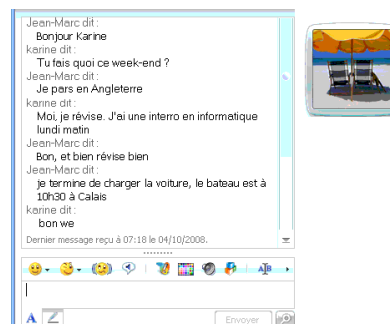 Jean-Marc dit :
Bonjour Karine
karine dit :
Tu fais quoi ce week-end ?
Jean-Marc dit :
Je pars en Angleterre
karine dit :
Moi, je révise. J'ai une interro en informatique
lundi matin
Jean-Marc dit :
Bon, et bien révise bien
Jean-Marc dit :
je termine de charger la voiture, le bateau est à
10h30 à Calais
karine dit :
bon we
Dernier message reçu à 07:18 le 04/10/2008.
A|B
A
Envoyer